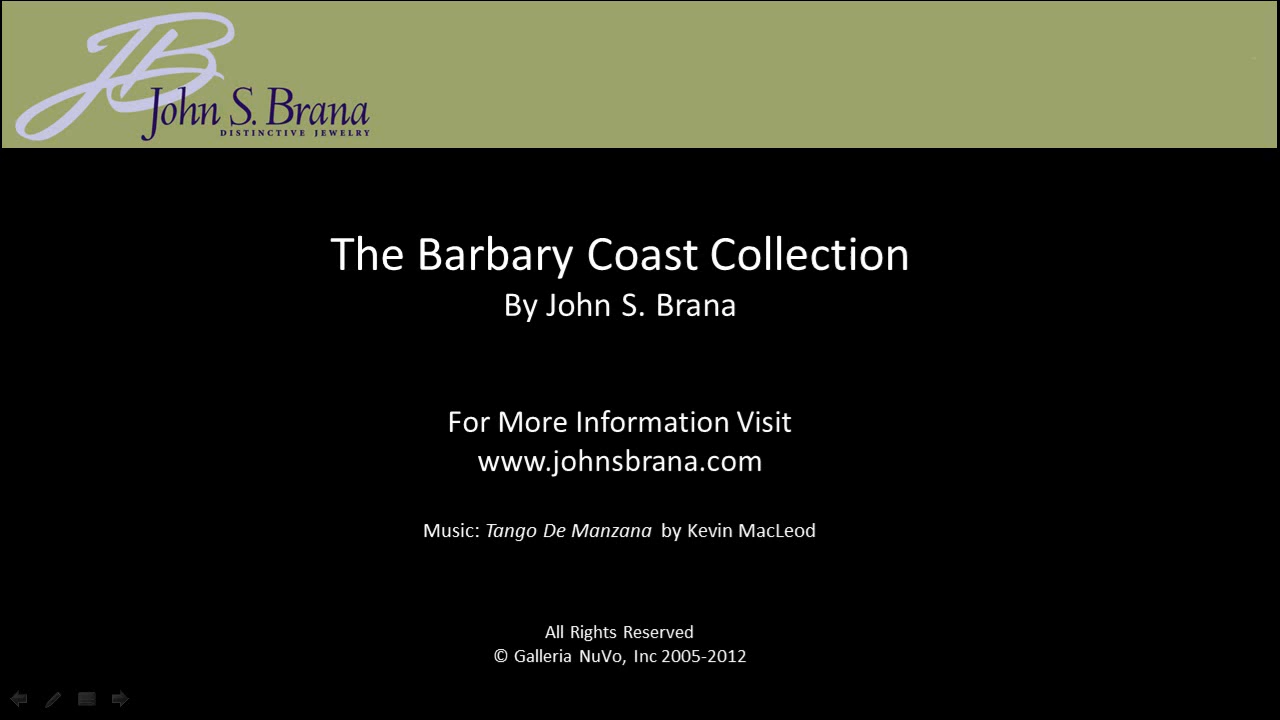 JB
John S. Brana
DISTINCTIVE JEWELRY
The Barbary Coast Collection
By John S. Brana
For More Information Visit
www.johnsbrana.com
Music: Tango De Manzana by Kevin MacLeod
All Rights Reserved
© Galleria NuVo, Inc 2005-2012